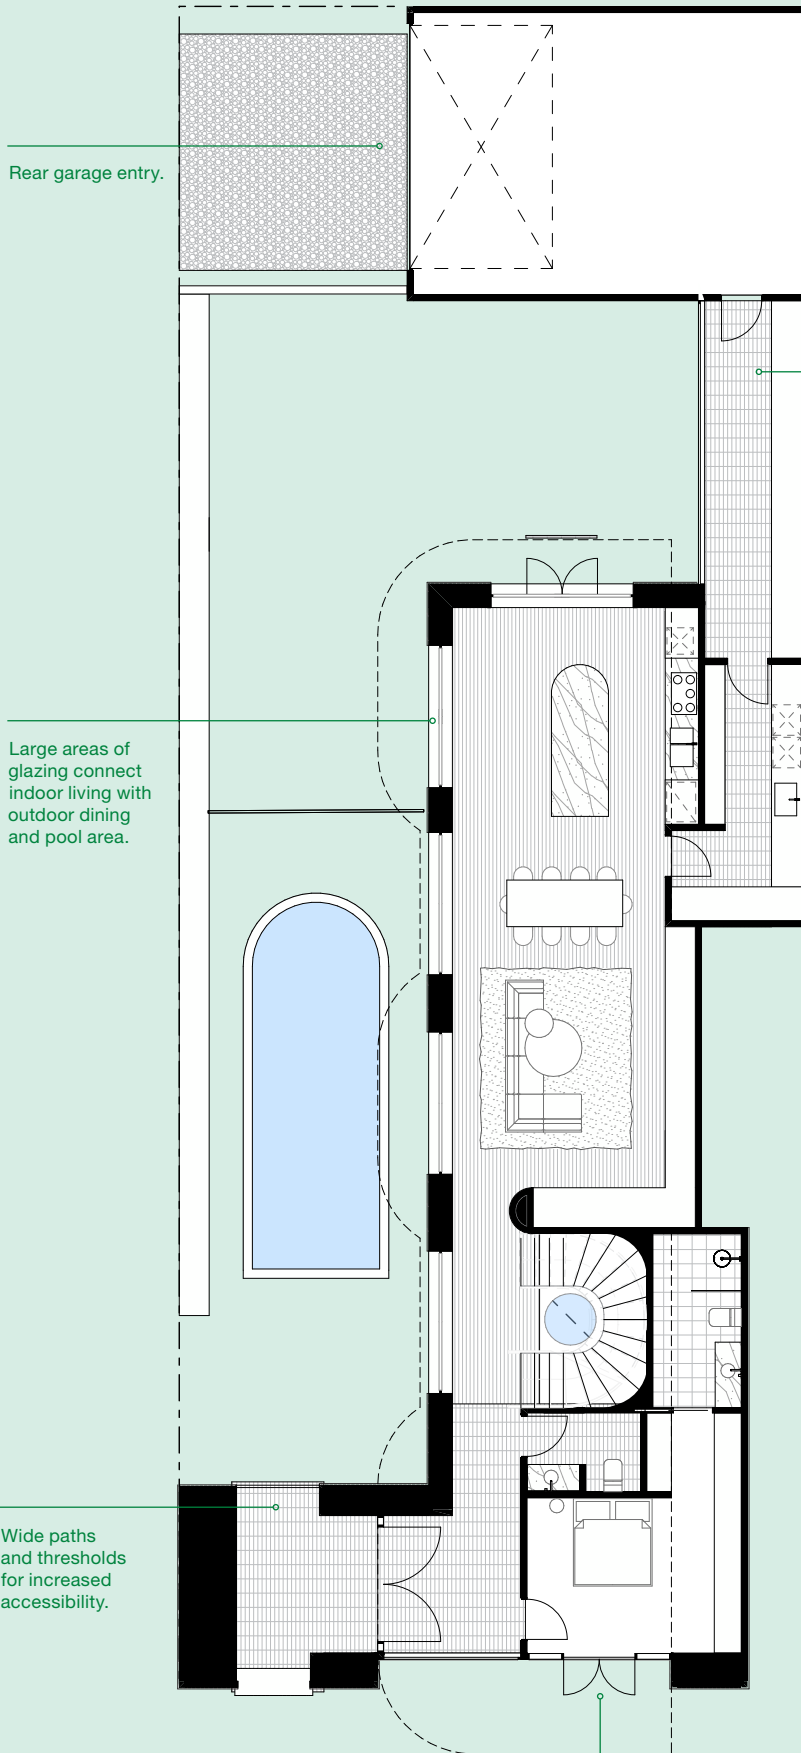 Rear garage entry.
Large areas of
glazing connect
indoor living with
outdoor dining
and pool area.
Wide paths
and thresholds
for increased
accessibility.